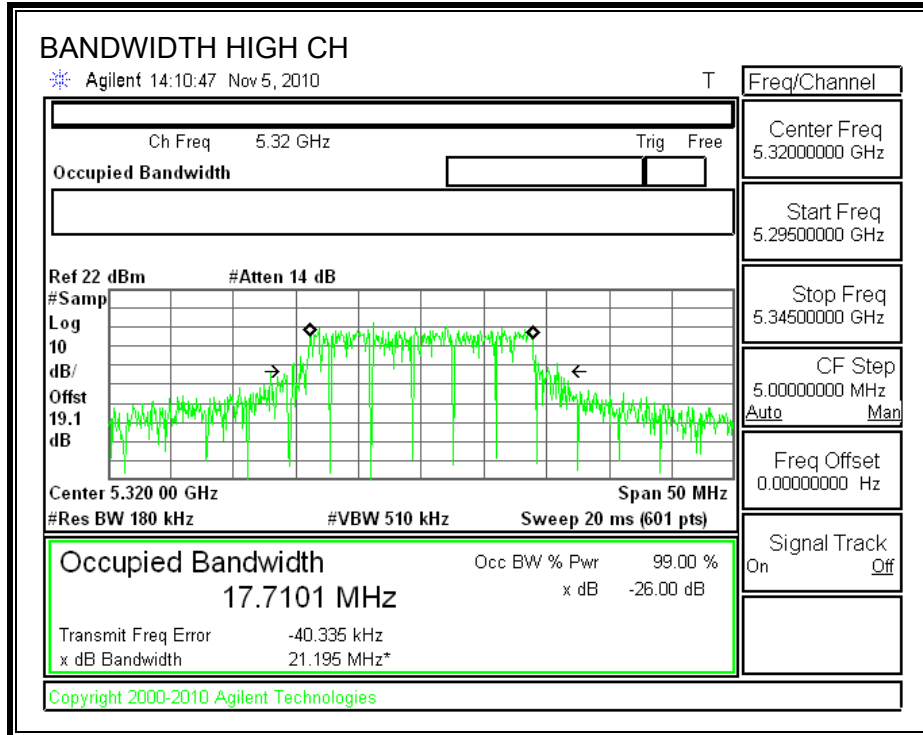 BANDWIDTH HIGH CH
Agilent 14:10:47 Nov 5, 2010 T
Freq/Channel
Ch Freq 5.32 GHz Trig Free
Occupied Bandwidth
Center Freq
5.32000000 GHz
Start Freq
5.29500000 GHz
Stop Freq
5.34500000 GHz
CF Step
5.00000000 MHz
Auto Man
Freq Offset
0.00000000 Hz
Signal Track
On Off
Ref 22 dBm #Atten 14 dB
#Samp
Log
10
dB/
Offst
19.1
dB
Center 5.320 00 GHz Span 50 MHz
#Res BW 180 kHz #VBW 510 kHz Sweep 20 ms (601 pts)
Occupied Bandwidth Occ BW % Pwr 99.00 %
17.7101 MHz x dB -26.00 dB
Transmit Freq Error -40.335 kHz
x dB Bandwidth 21.195 MHz*
Copyright 2000-2010 Agilent Technologies